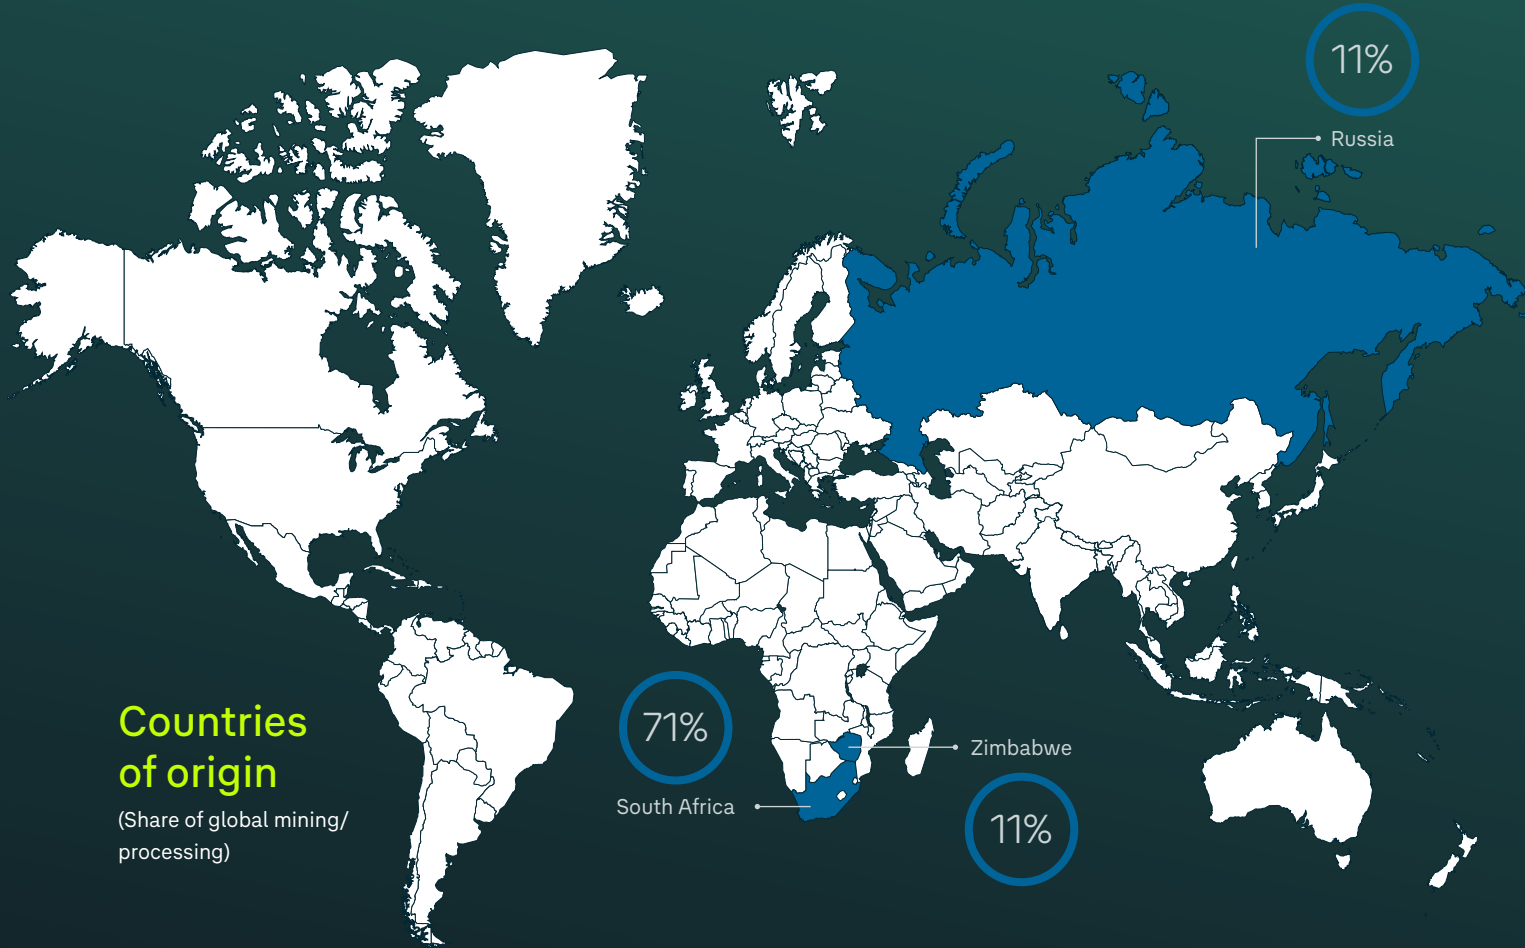 11%
Russia
71%
South Africa
Zimbabwe
11%
Countries
of origin
(Share of global mining/
processing)